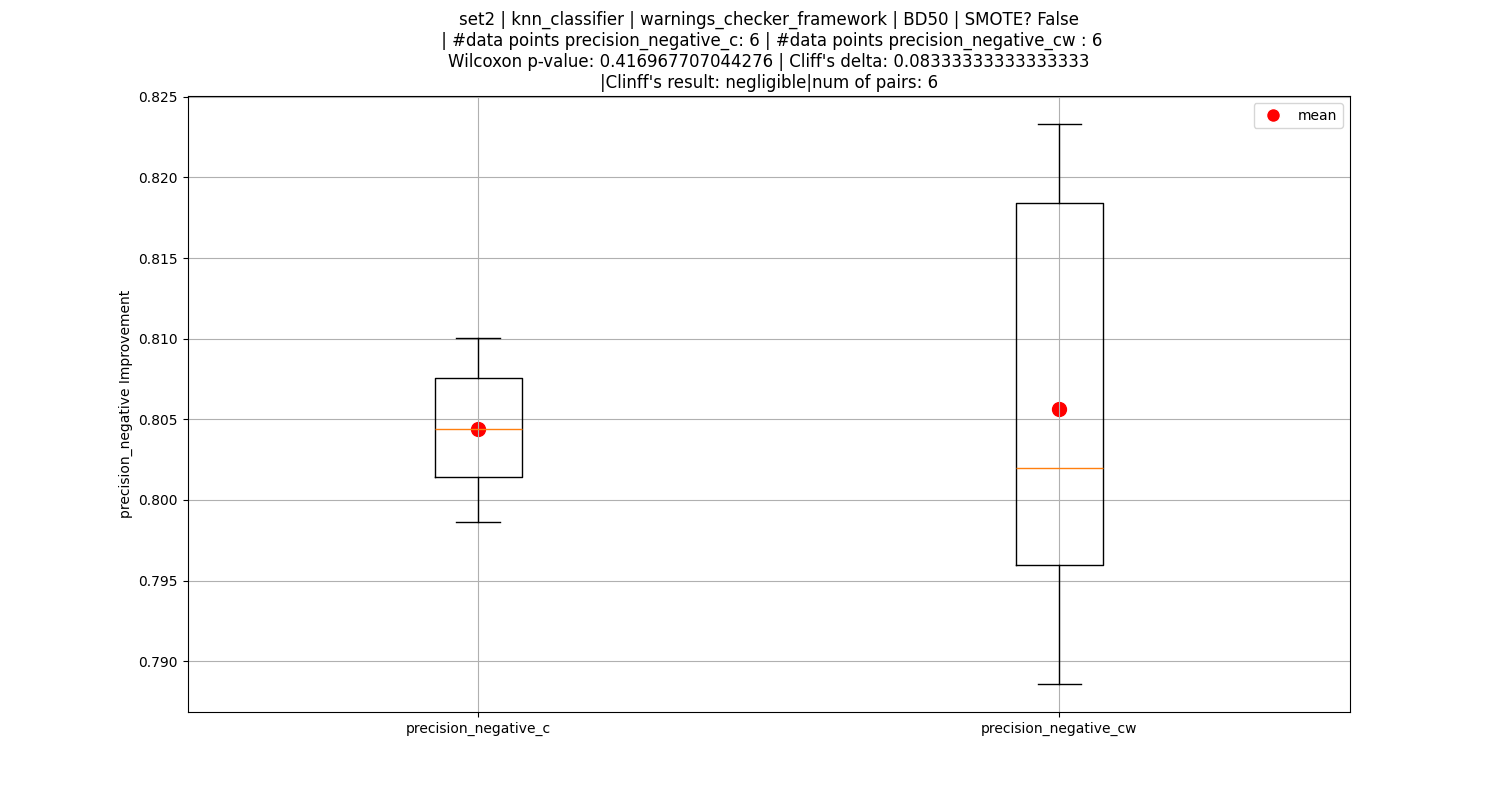 set2 | knn_classifier | warnings_checker_framework | BD50 | SMOTE? False
| #data points precision_negative_c: 6 | #data points precision_negative_cw : 6
Wilcoxon p-value: 0.416967707044276 | Cliff's delta: 0.08333333333333333
|Clinff's result: negligible|num of pairs: 6
mean
0.825
0.820
0.815
0.810
0.805
0.800
0.795
0.790
precision_negative Improvement
precision_negative_c
precision_negative_cw